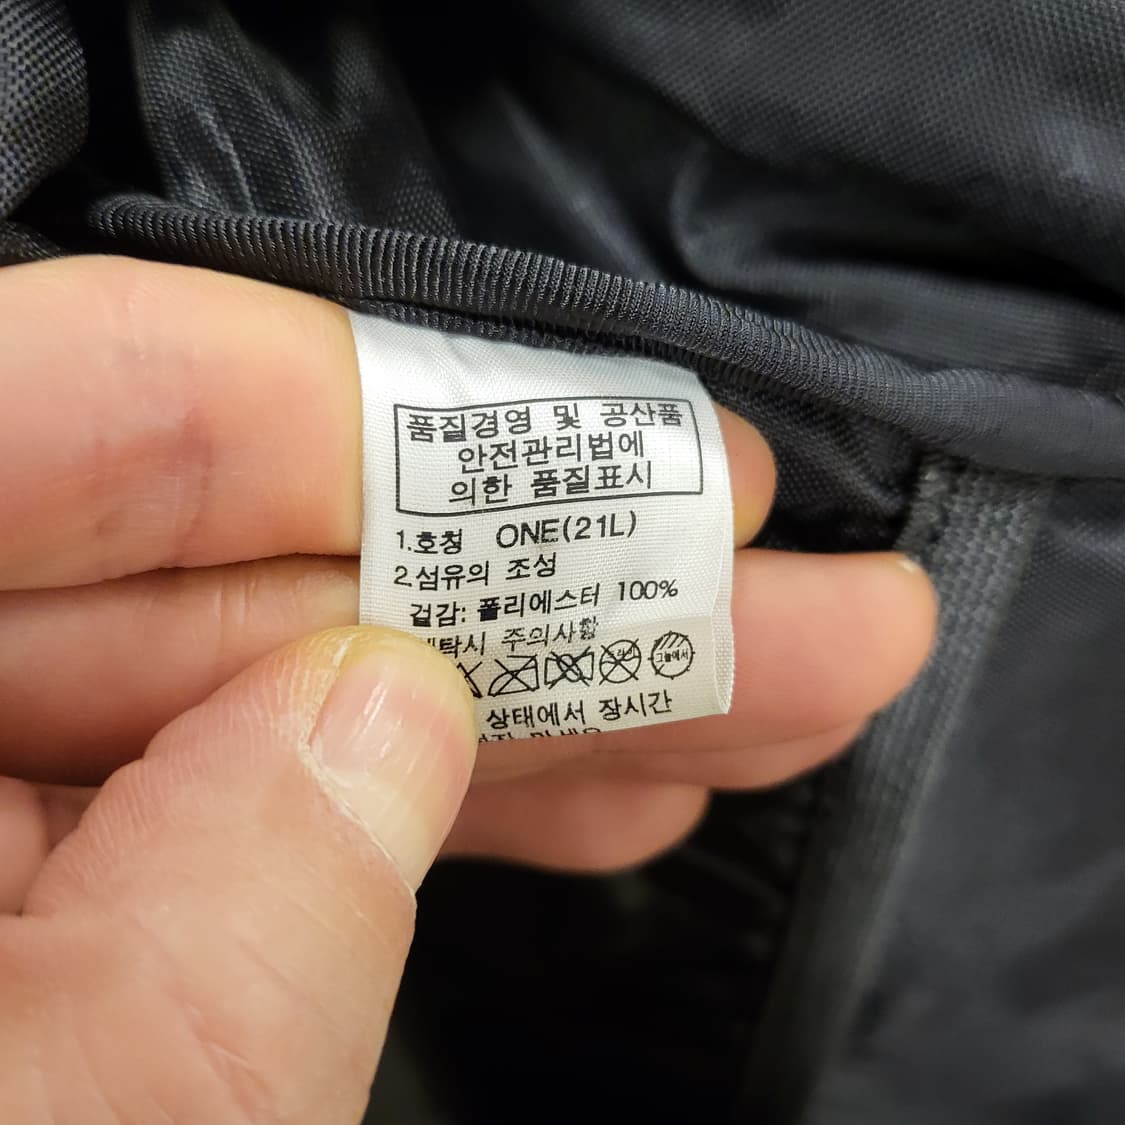 품질경영 및 공산품
안전관리법에
의한 품질표시
1.호칭 ONE(21L)
2.섬유의 조성
겉감: 폴리에스터 100%
주의사항
그늘에서
상태에서 장시간